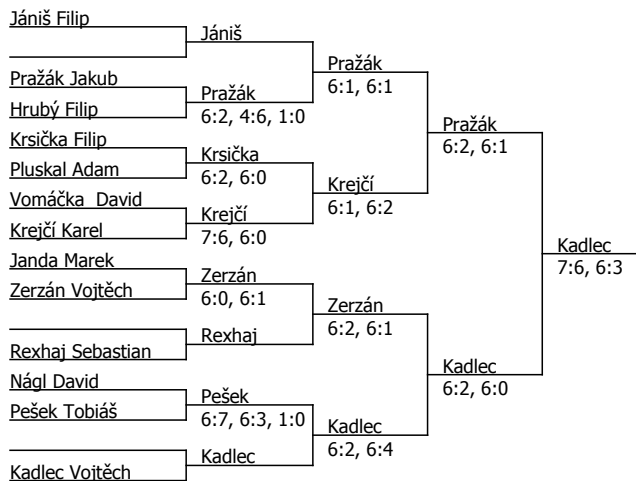 Jániš Filip
Jániš
Pražák Jakub
Hrubý Filip
Pražák
6:2, 4:6, 1:0
Pražák
6:1, 6:1
Krsička Filip
Pluskal Adam
Krsička
6:2, 6:0
Vomáčka  David
Krejčí Karel
Krejčí
7:6, 6:0
Krejčí
6:1, 6:2
Pražák
6:2, 6:1
Janda Marek
Zerzán Vojtěch
Zerzán
6:0, 6:1
Rexhaj Sebastian
Rexhaj
Zerzán
6:2, 6:1
Nágl David
Pešek Tobiáš
Pešek
6:7, 6:3, 1:0
Kadlec Vojtěch
Kadlec
Kadlec
6:2, 6:4
Kadlec
6:2, 6:0
Kadlec
7:6, 6:3